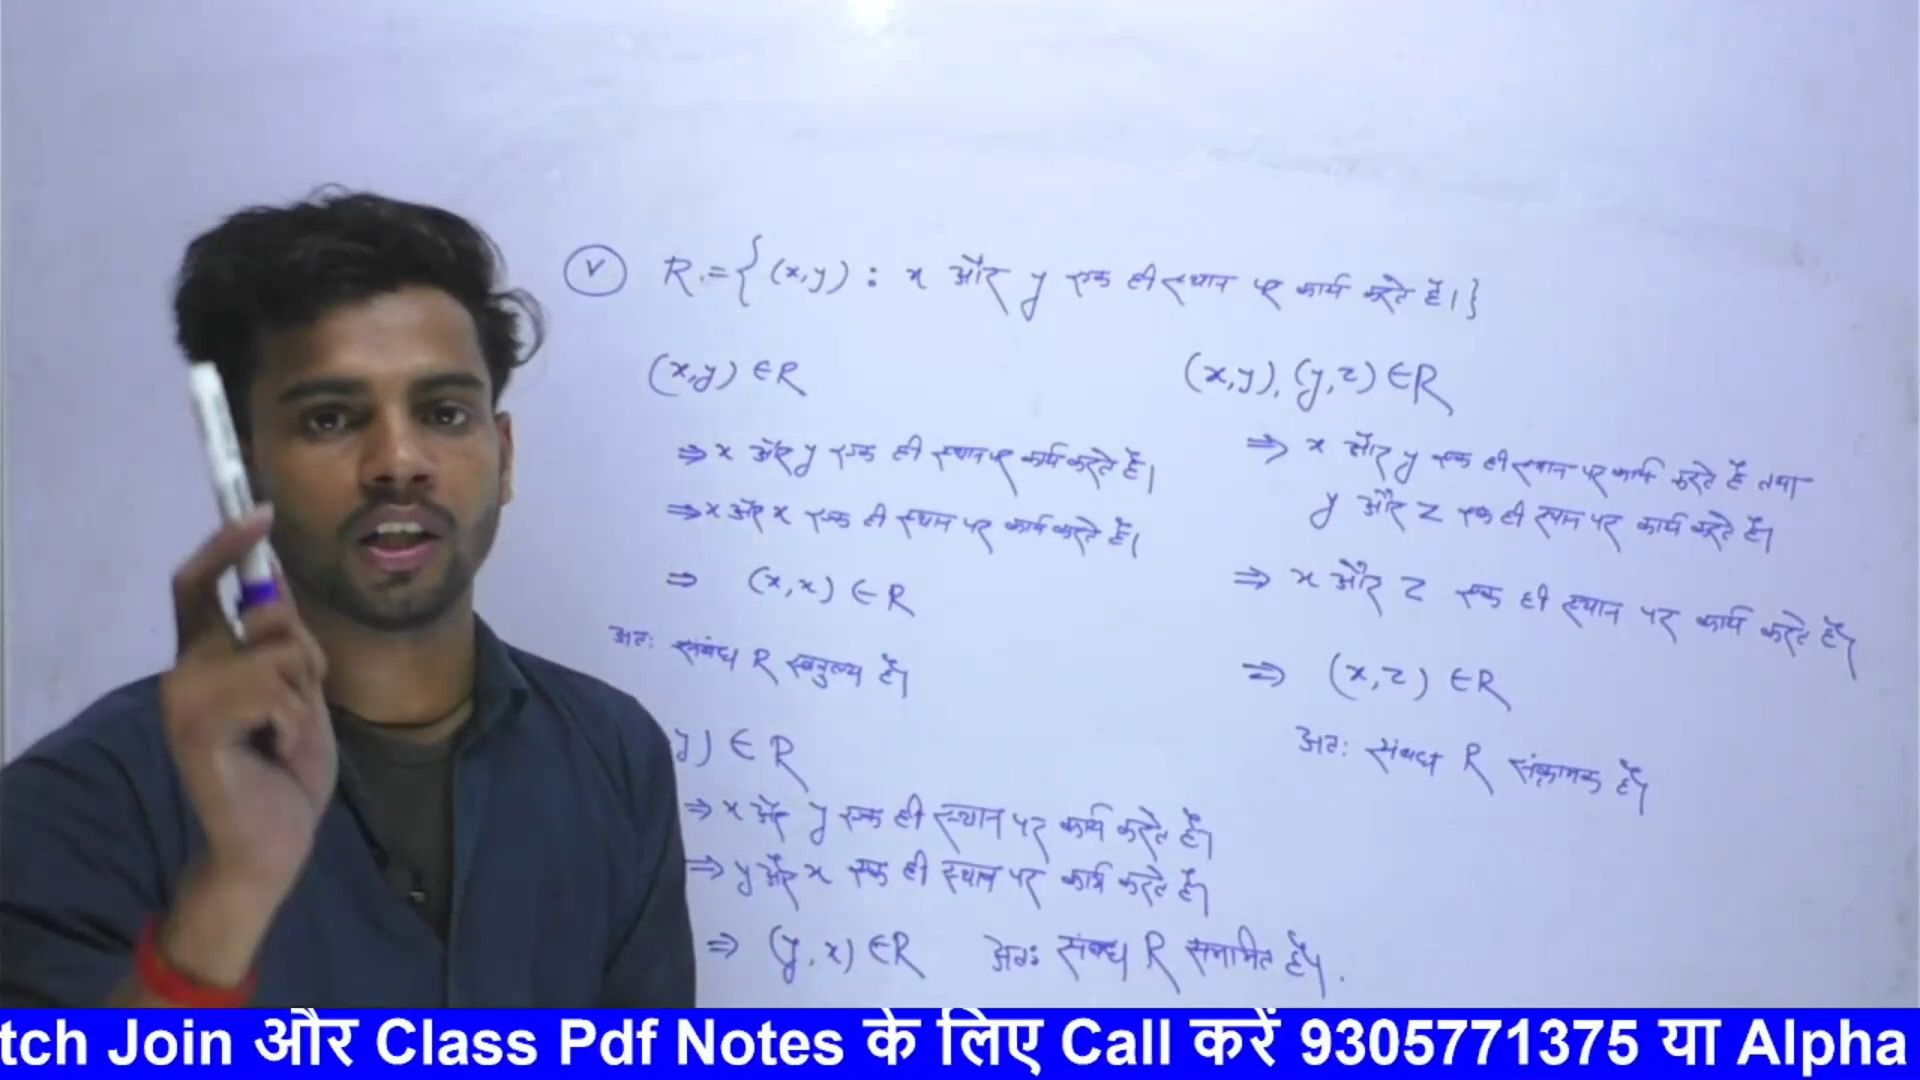 v R = { (x,y) : x और y एक ही स्थान पर कार्य करते हैं। }
(x,y) ∈ R
⇒ x और y एक ही स्थान पर कार्य करते हैं।
⇒ x और x एक ही स्थान पर कार्य करते हैं।
⇒ (x,x) ∈ R
अतः संबंध R स्वतुल्य है।
y) ∈ R
⇒ x और y एक ही स्थान पर कार्य करते हैं।
⇒ y और x एक ही स्थान पर कार्य करते हैं।
⇒ (y,x) ∈ R अतः संबंध R सममित है।
(x,y), (y,z) ∈ R
⇒ x और y एक ही स्थान पर कार्य करते हैं तथा
y और z एक ही स्थान पर कार्य करते हैं।
⇒ x और z एक ही स्थान पर कार्य करते हैं।
⇒ (x,z) ∈ R
अतः संबंध R संक्रामक है।
tch Join और Class Pdf Notes के लिए Call करें 9305771375 या Alpha